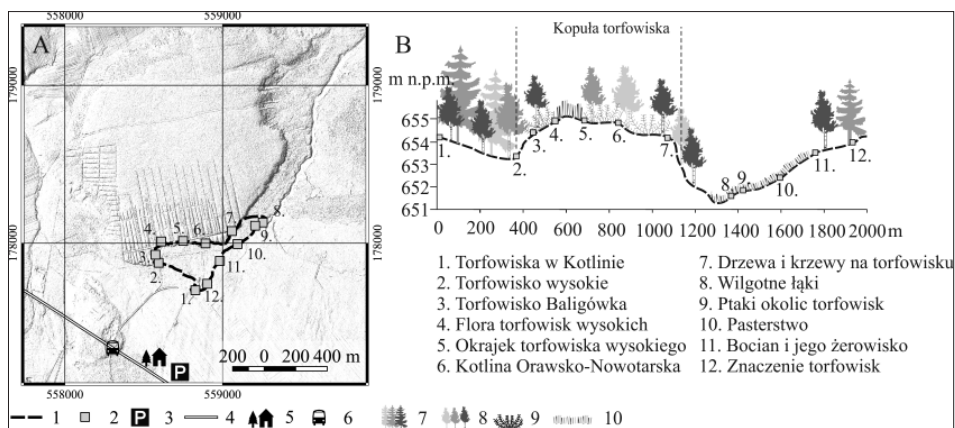 558000 559000
A
179000 179000
178000 178000
4. 5. 6. 7. 8.
9.
3. 10.
2. 11.
1. 12.
200 0 200 400 m
P
558000 559000
B
Kopuła torfowiska
m n.p.m.
655
654
653
652
651
1. 2. 3. 4. 5. 6. 7. 8. 9. 10. 11. 12.
0 200 400 600 800 1000 1200 1400 1600 1800 2000 m
1. Torfowiska w Kotlinie
2. Torfowisko wysokie
3. Torfowisko Baligówka
4. Flora torfowisk wysokich
5. Okrajek torfowiska wysokiego
6. Kotlina Orawsko-Nowotarska
7. Drzewa i krzewy na torfowisku
8. Wilgotne łąki
9. Ptaki okolic torfowisk
10. Pasterstwo
11. Bocian i jego żerowisko
12. Znaczenie torfowisk
1 2 P 3 4 5 6 7 8 9 10